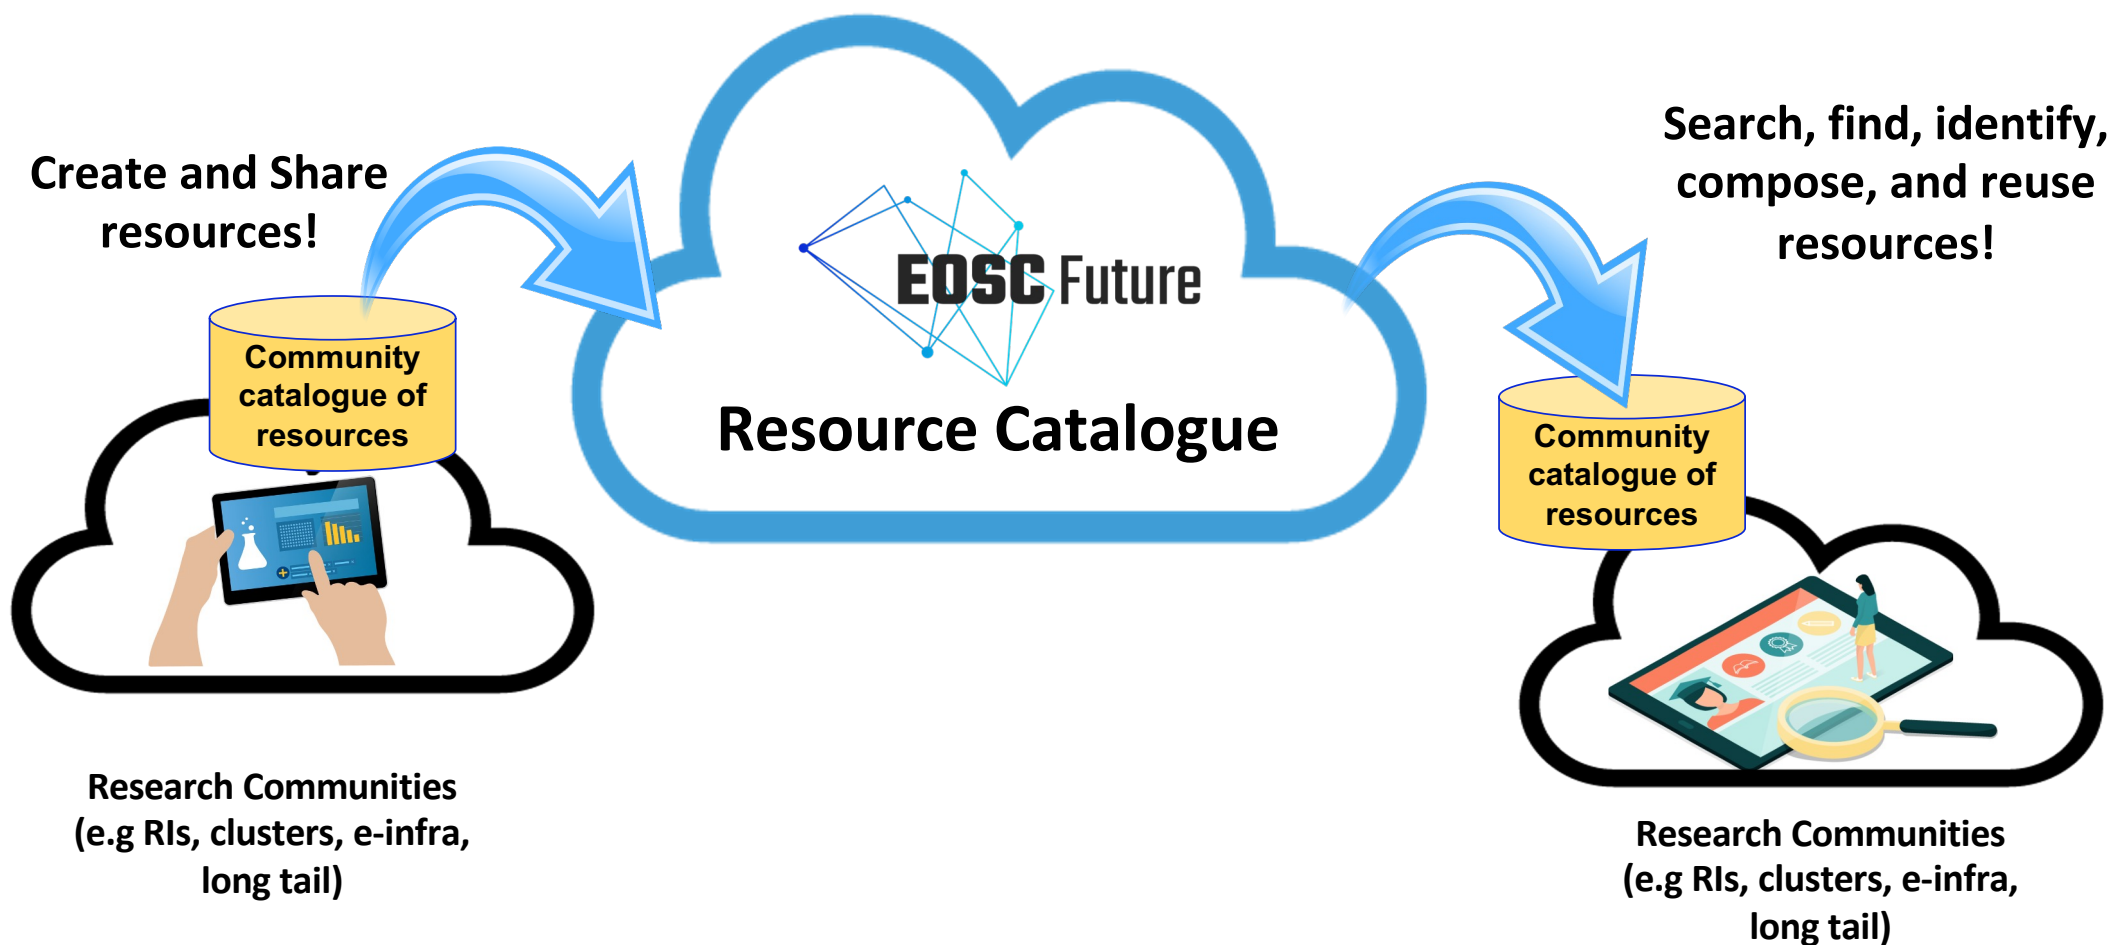 Create and Share
resources!
Community
catalogue of
resources
Research Communities
(e.g RIs, clusters, e-infra,
long tail)
EOSC Future
Resource Catalogue
Search, find, identify,
compose, and reuse
resources!
Community
catalogue of
resources
Research Communities
(e.g RIs, clusters, e-infra,
long tail)